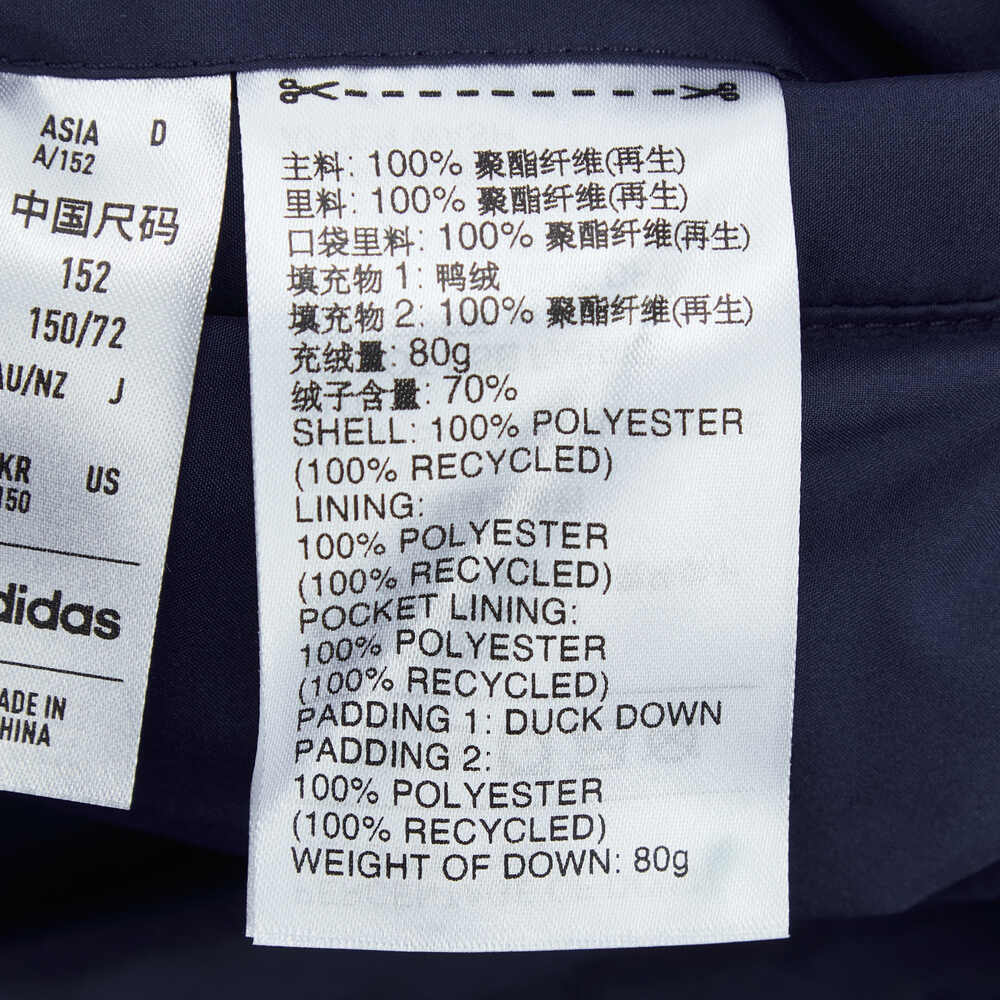 ASIA D
A/152
中国尺码
152
150/72
AU/NZ J
KR US
150
didas
ADE IN
HINA
主料: 100% 聚酯纤维(再生)
里料: 100% 聚酯纤维(再生)
口袋里料: 100% 聚酯纤维(再生)
填充物 1: 鸭绒
填充物 2: 100% 聚酯纤维(再生)
充绒量: 80g
绒子含量: 70%
SHELL: 100% POLYESTER
(100% RECYCLED)
LINING:
100% POLYESTER
(100% RECYCLED)
POCKET LINING:
100% POLYESTER
(100% RECYCLED)
PADDING 1: DUCK DOWN
PADDING 2:
100% POLYESTER
(100% RECYCLED)
WEIGHT OF DOWN: 80g